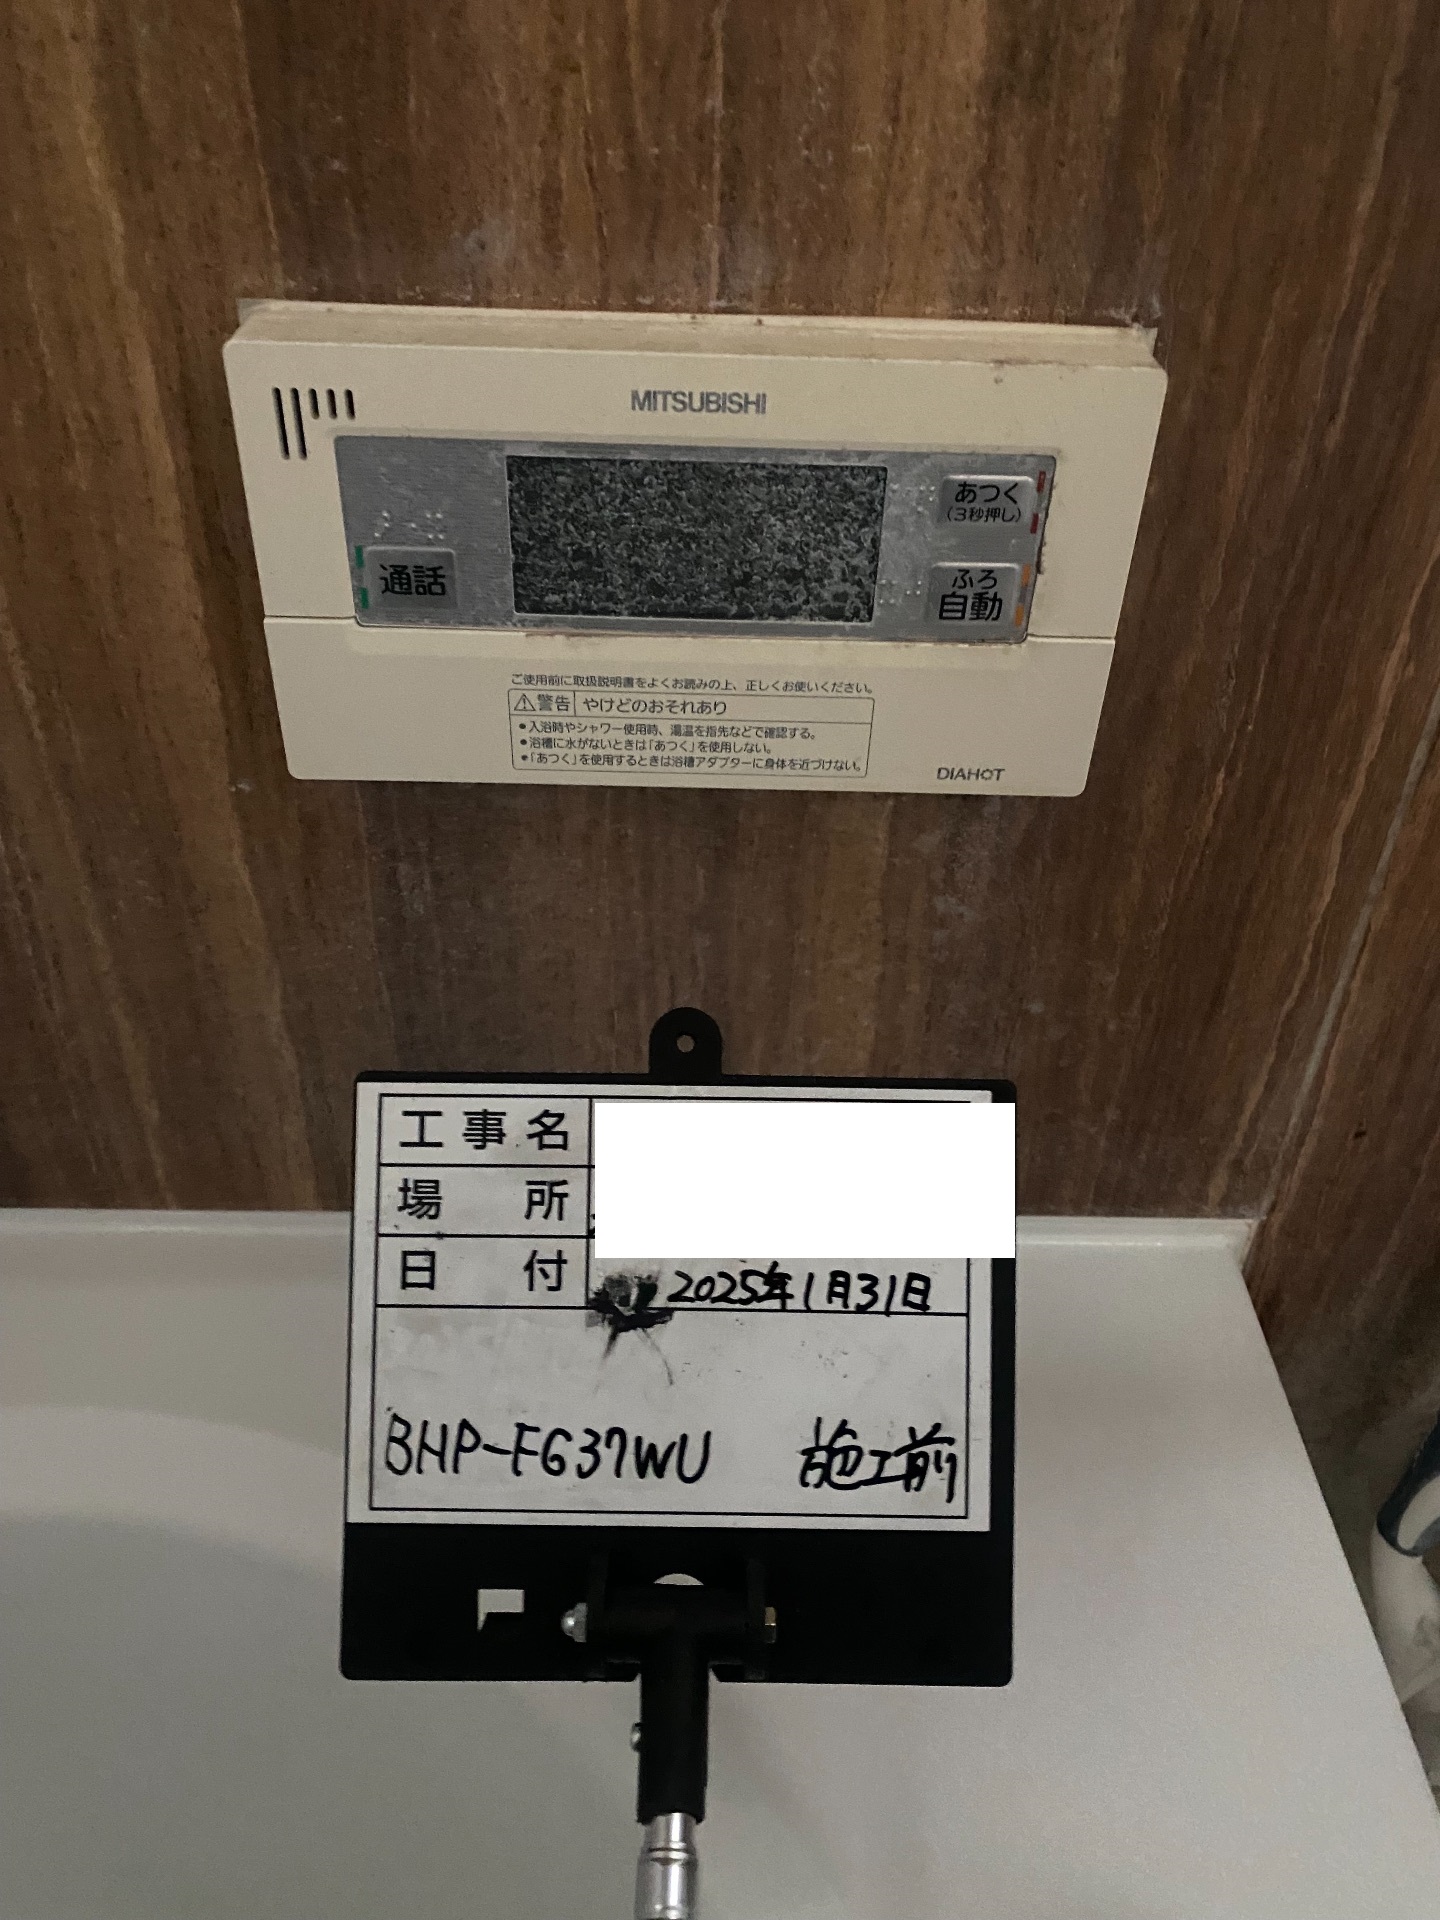 MITSUBISHI
あつく
(3秒押し)
通話
ふろ
自動
ご使用前に取扱説明書をよくお読みの上、正しくお使いください。
⚠警告 やけどのおそれあり
●入浴時やシャワー使用時、湯温を指先などで確認する。
●浴槽に水がないときは「あつく」を使用しない。
●「あつく」を使用するときは浴槽アダプターに身体を近づけない。
DIAHOT
工事名
場所
日付 2025年1月31日
BHP-FG37WU 施工前